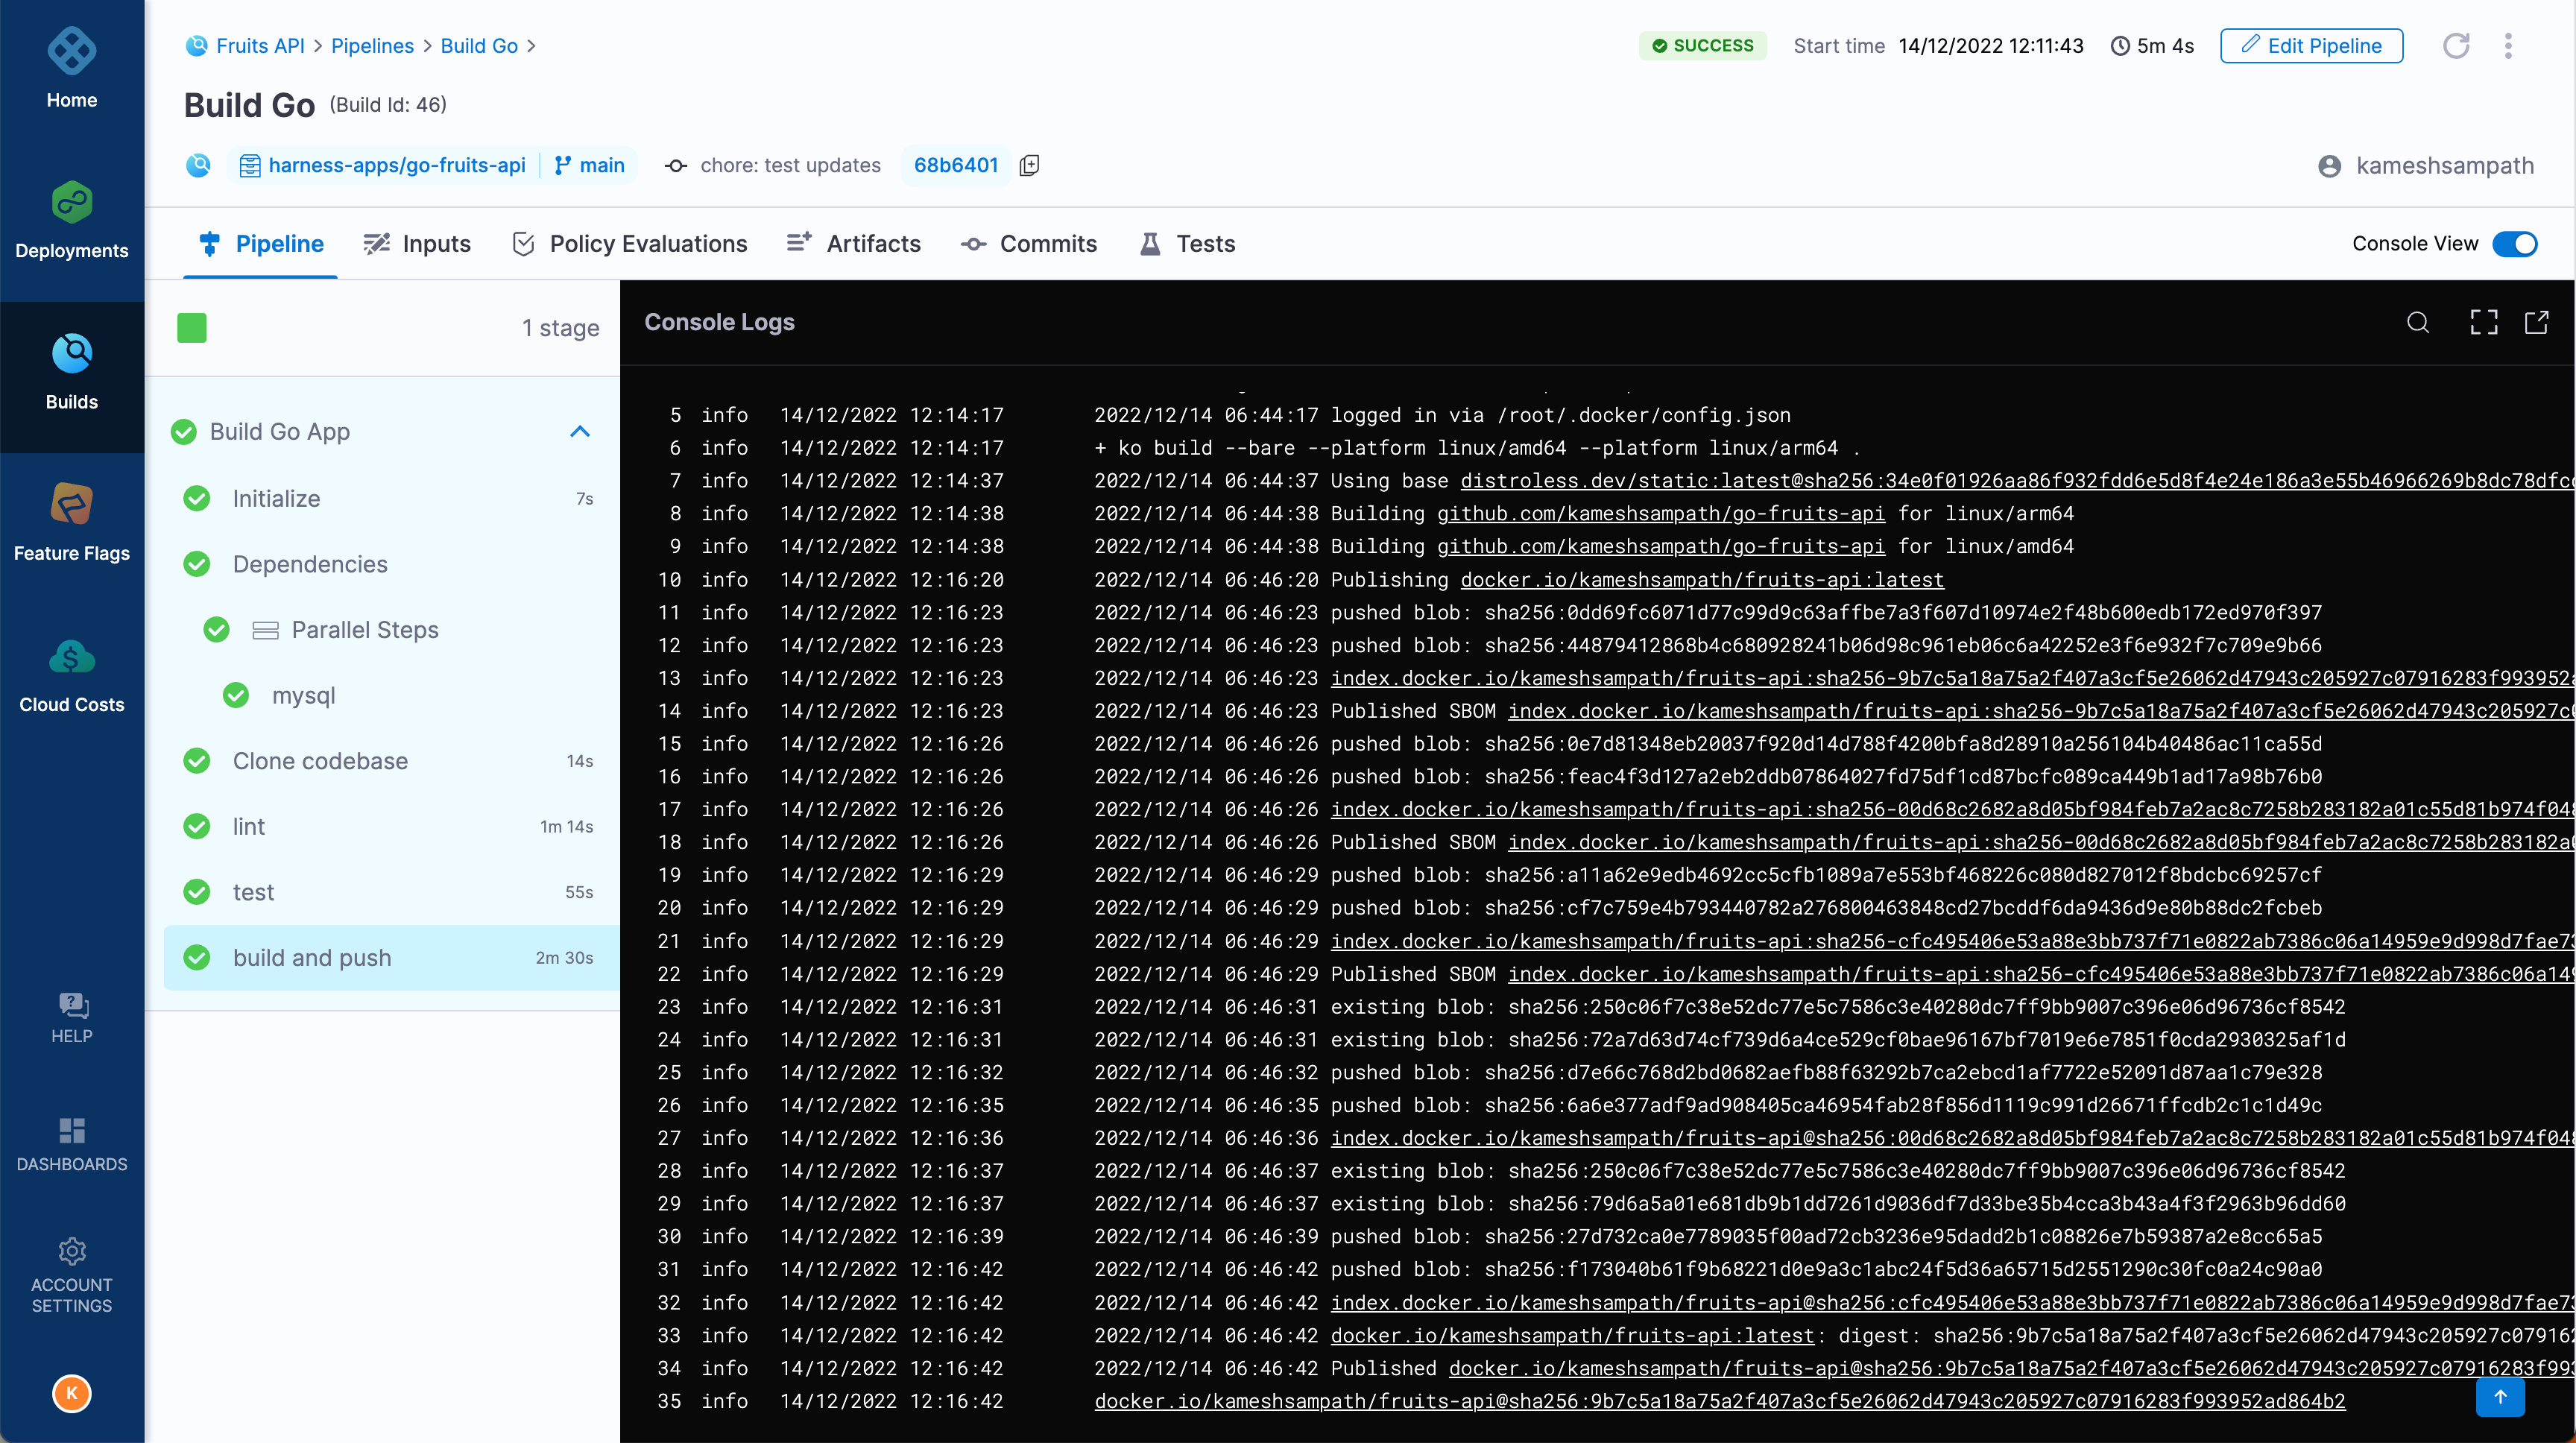 Home
Deployments
Builds
Feature Flags
Cloud Costs
HELP
DASHBOARDS
ACCOUNT
SETTINGS
K
Fruits API > Pipelines > Build Go >
SUCCESS Start time 14/12/2022 12:11:43 5m 4s Edit Pipeline
Build Go (Build Id: 46)
harness-apps/go-fruits-api main chore: test updates 68b6401 kameshsampath
Pipeline Inputs Policy Evaluations Artifacts Commits Tests Console View
1 stage
Build Go App
Initialize 7s
Dependencies
Parallel Steps
mysql
Clone codebase 14s
lint 1m 14s
test 55s
build and push 2m 30s
Console Logs
5 info 14/12/2022 12:14:17 2022/12/14 06:44:17 logged in via /root/.docker/config.json
6 info 14/12/2022 12:14:17 + ko build --bare --platform linux/amd64 --platform linux/arm64 .
7 info 14/12/2022 12:14:37 2022/12/14 06:44:37 Using base distroless.dev/static:latest@sha256:34e0f01926aa86f932fdd6e5d8f4e24e186a3e55b46966269b8dc78dfc
8 info 14/12/2022 12:14:38 2022/12/14 06:44:38 Building github.com/kameshsampath/go-fruits-api for linux/arm64
9 info 14/12/2022 12:14:38 2022/12/14 06:44:38 Building github.com/kameshsampath/go-fruits-api for linux/amd64
10 info 14/12/2022 12:16:20 2022/12/14 06:46:20 Publishing docker.io/kameshsampath/fruits-api:latest
11 info 14/12/2022 12:16:23 2022/12/14 06:46:23 pushed blob: sha256:0dd69fc6071d77c99d9c63affbe7a3f607d10974e2f48b600edb172ed970f397
12 info 14/12/2022 12:16:23 2022/12/14 06:46:23 pushed blob: sha256:44879412868b4c680928241b06d98c961eb06c6a42252e3f6e932f7c709e9b66
13 info 14/12/2022 12:16:23 2022/12/14 06:46:23 index.docker.io/kameshsampath/fruits-api:sha256-9b7c5a18a75a2f407a3cf5e26062d47943c205927c07916283f993952a
14 info 14/12/2022 12:16:23 2022/12/14 06:46:23 Published SBOM index.docker.io/kameshsampath/fruits-api:sha256-9b7c5a18a75a2f407a3cf5e26062d47943c205927c0
15 info 14/12/2022 12:16:26 2022/12/14 06:46:26 pushed blob: sha256:0e7d81348eb20037f920d14d788f4200bfa8d28910a256104b40486ac11ca55d
16 info 14/12/2022 12:16:26 2022/12/14 06:46:26 pushed blob: sha256:feac4f3d127a2eb2ddb07864027fd75df1cd87bcfc089ca449b1ad17a98b76b0
17 info 14/12/2022 12:16:26 2022/12/14 06:46:26 index.docker.io/kameshsampath/fruits-api:sha256-00d68c2682a8d05bf984feb7a2ac8c7258b283182a01c55d81b974f048
18 info 14/12/2022 12:16:26 2022/12/14 06:46:26 Published SBOM index.docker.io/kameshsampath/fruits-api:sha256-00d68c2682a8d05bf984feb7a2ac8c7258b283182a0
19 info 14/12/2022 12:16:29 2022/12/14 06:46:29 pushed blob: sha256:a11a62e9edb4692cc5cfb1089a7e553bf468226c080d827012f8bdcbc69257cf
20 info 14/12/2022 12:16:29 2022/12/14 06:46:29 pushed blob: sha256:cf7c759e4b793440782a276800463848cd27bcddf6da9436d9e80b88dc2fcbeb
21 info 14/12/2022 12:16:29 2022/12/14 06:46:29 index.docker.io/kameshsampath/fruits-api:sha256-cfc495406e53a88e3bb737f71e0822ab7386c06a14959e9d998d7fae73
22 info 14/12/2022 12:16:29 2022/12/14 06:46:29 Published SBOM index.docker.io/kameshsampath/fruits-api:sha256-cfc495406e53a88e3bb737f71e0822ab7386c06a149
23 info 14/12/2022 12:16:31 2022/12/14 06:46:31 existing blob: sha256:250c06f7c38e52dc77e5c7586c3e40280dc7ff9bb9007c396e06d96736cf8542
24 info 14/12/2022 12:16:31 2022/12/14 06:46:31 existing blob: sha256:72a7d63d74cf739d6a4ce529cf0bae96167bf7019e6e7851f0cda2930325af1d
25 info 14/12/2022 12:16:32 2022/12/14 06:46:32 pushed blob: sha256:d7e66c768d2bd0682aefb88f63292b7ca2ebcd1af7722e52091d87aa1c79e328
26 info 14/12/2022 12:16:35 2022/12/14 06:46:35 pushed blob: sha256:6a6e377adf9ad908405ca46954fab28f856d1119c991d26671ffcdb2c1c1d49c
27 info 14/12/2022 12:16:36 2022/12/14 06:46:36 index.docker.io/kameshsampath/fruits-api@sha256:00d68c2682a8d05bf984feb7a2ac8c7258b283182a01c55d81b974f048
28 info 14/12/2022 12:16:37 2022/12/14 06:46:37 existing blob: sha256:250c06f7c38e52dc77e5c7586c3e40280dc7ff9bb9007c396e06d96736cf8542
29 info 14/12/2022 12:16:37 2022/12/14 06:46:37 existing blob: sha256:79d6a5a01e681db9b1dd7261d9036df7d33be35b4cca3b43a4f3f2963b96dd60
30 info 14/12/2022 12:16:39 2022/12/14 06:46:39 pushed blob: sha256:27d732ca0e7789035f00ad72cb3236e95dadd2b1c08826e7b59387a2e8cc65a5
31 info 14/12/2022 12:16:42 2022/12/14 06:46:42 pushed blob: sha256:f173040b61f9b68221d0e9a3c1abc24f5d36a65715d2551290c30fc0a24c90a0
32 info 14/12/2022 12:16:42 2022/12/14 06:46:42 index.docker.io/kameshsampath/fruits-api@sha256:cfc495406e53a88e3bb737f71e0822ab7386c06a14959e9d998d7fae73
33 info 14/12/2022 12:16:42 2022/12/14 06:46:42 docker.io/kameshsampath/fruits-api:latest: digest: sha256:9b7c5a18a75a2f407a3cf5e26062d47943c205927c079162
34 info 14/12/2022 12:16:42 2022/12/14 06:46:42 Published docker.io/kameshsampath/fruits-api@sha256:9b7c5a18a75a2f407a3cf5e26062d47943c205927c07916283f993
35 info 14/12/2022 12:16:42 docker.io/kameshsampath/fruits-api@sha256:9b7c5a18a75a2f407a3cf5e26062d47943c205927c07916283f993952ad864b2